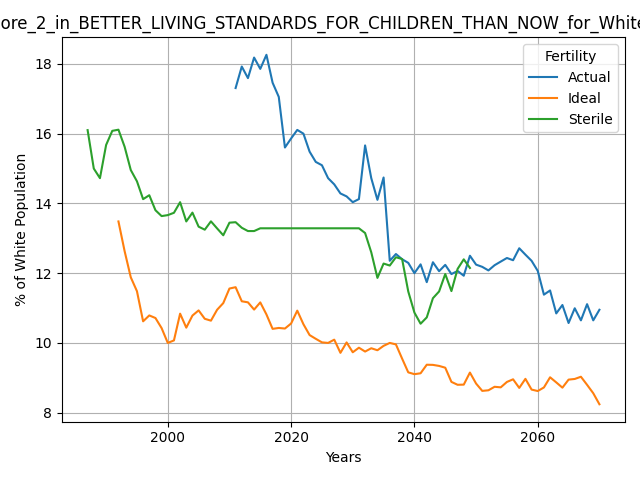 ore_2_in_BETTER_LIVING_STANDARDS_FOR_CHILDREN_THAN_NOW_for_White
Fertility
Actual
Ideal
Sterile
% of White Population
18
16
14
12
10
8
2000 2020 2040 2060
Years